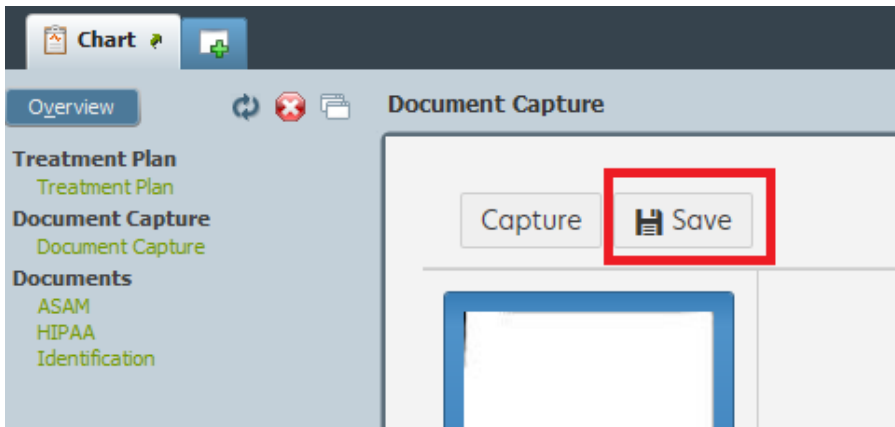 Chart
Overview
Document Capture
Treatment Plan
Treatment Plan
Document Capture
Document Capture
Documents
ASAM
HIPAA
Identification
Capture
Save